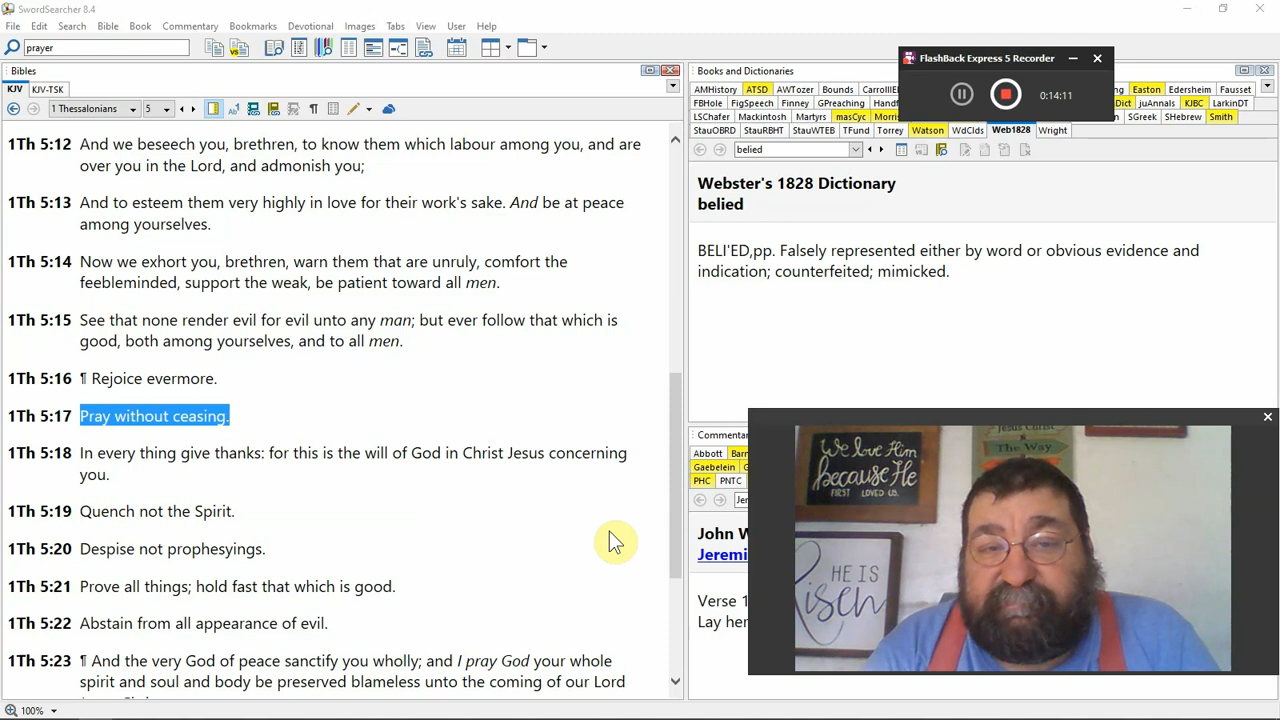 SwordSearcher 8.4
File Edit Search Bible Book Commentary Bookmarks Devotional Images Tabs View User Help
prayer
Bibles
KJV KJV-TSK
1 Thessalonians 5
1Th 5:12 And we beseech you, brethren, to know them which labour among you, and are
over you in the Lord, and admonish you;
1Th 5:13 And to esteem them very highly in love for their work's sake. And be at peace
among yourselves.
1Th 5:14 Now we exhort you, brethren, warn them that are unruly, comfort the
feebleminded, support the weak, be patient toward all men.
1Th 5:15 See that none render evil for evil unto any man; but ever follow that which is
good, both among yourselves, and to all men.
1Th 5:16 ¶ Rejoice evermore.
1Th 5:17 Pray without ceasing.
1Th 5:18 In every thing give thanks: for this is the will of God in Christ Jesus concerning
you.
1Th 5:19 Quench not the Spirit.
1Th 5:20 Despise not prophesyings.
1Th 5:21 Prove all things; hold fast that which is good.
1Th 5:22 Abstain from all appearance of evil.
1Th 5:23 ¶ And the very God of peace sanctify you wholly; and I pray God your whole
spirit and soul and body be preserved blameless unto the coming of our Lord
100%
Books and Dictionaries
AMHistory ATSD AWTozer Bounds Easton Edersheim Fausset
FBHole FigSpeech Finney GPreaching juAnnals KJBC LarkinDT
LSChafer Mackintosh Martyrs masCyc SGreek SHebrew Smith
StauOBRD StauRBHT StauWTEB TFund Torrey Watson WdClds Web1828 Wright
belied
Webster's 1828 Dictionary
belied
BELI'ED,pp. Falsely represented either by word or obvious evidence and
indication; counterfeited; mimicked.
FlashBack Express 5 Recorder
0:14:11
Abbott
Gaebelein
PHC PNTC
John W
Jeremi
Verse 1
Lay her
We love Him
because He
FIRST LOVED US.
Jesus Christ
The Way
HE IS
Risen